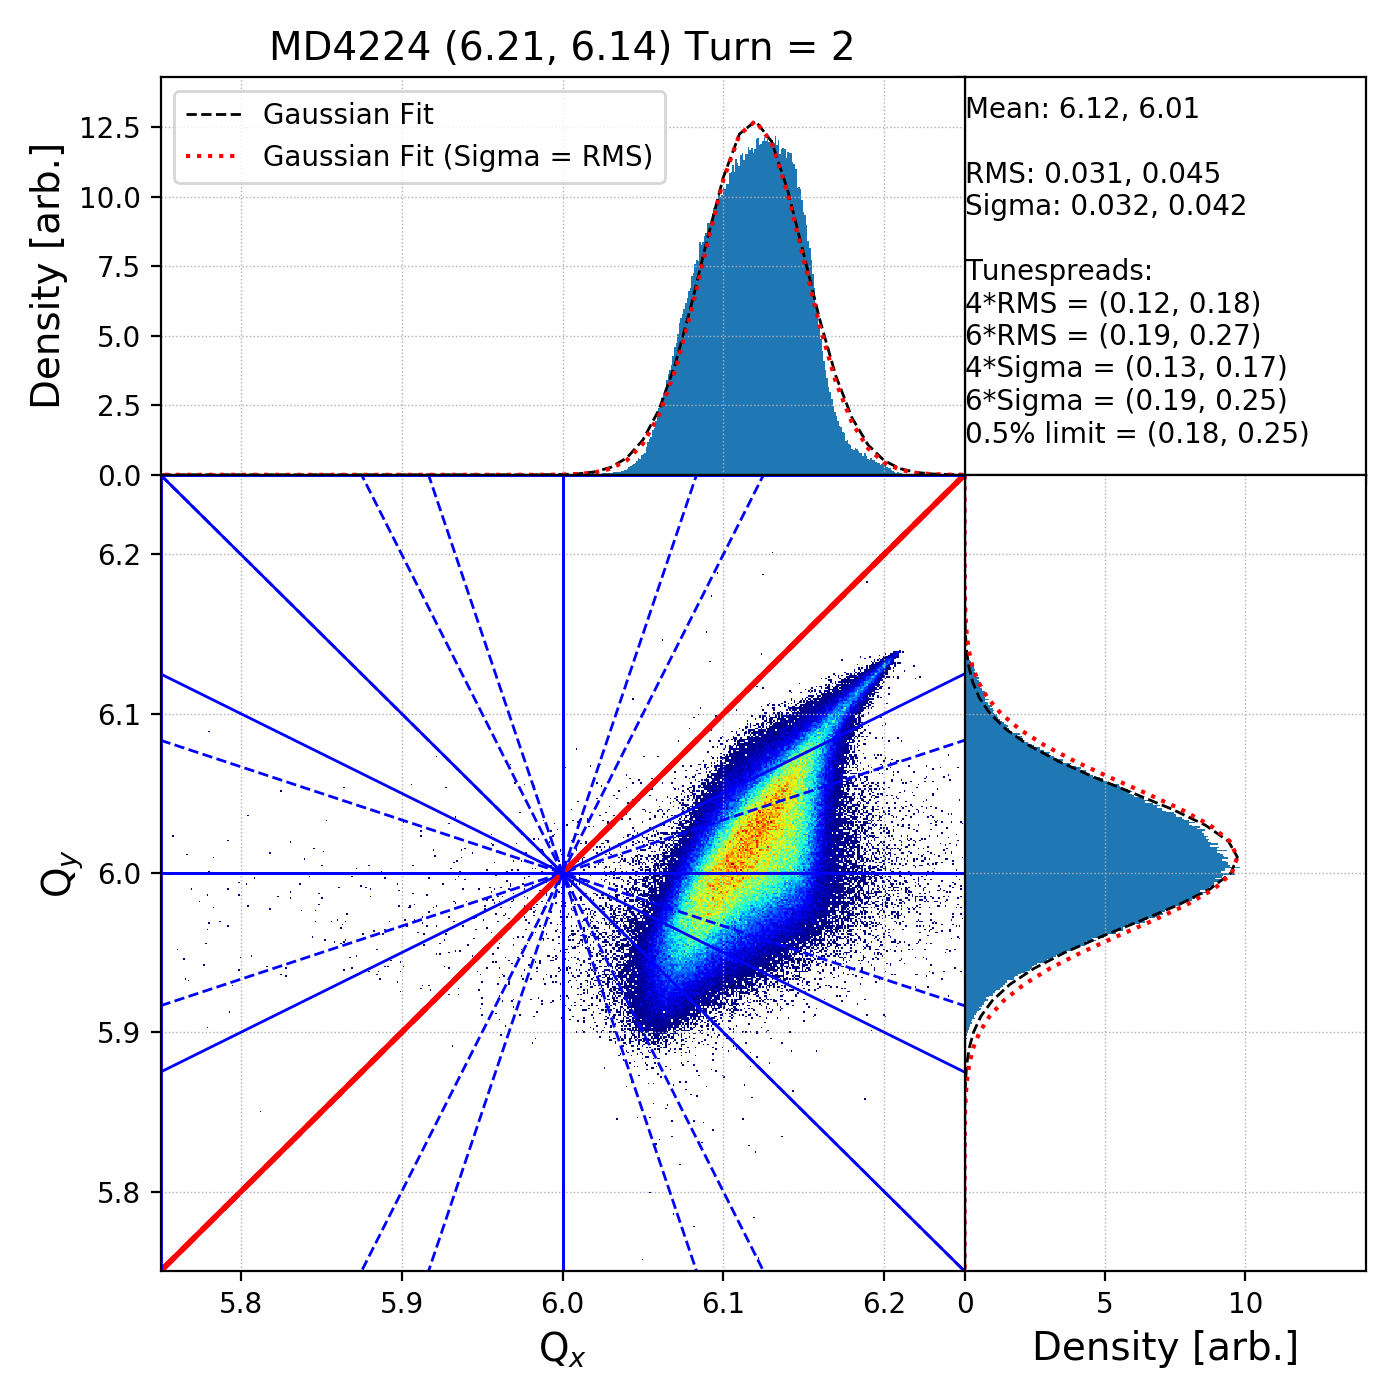 MD4224 (6.21, 6.14) Turn = 2
Gaussian Fit
Gaussian Fit (Sigma = RMS)
Density [arb.]
12.5
10.0
7.5
5.0
2.5
0.0
Mean: 6.12, 6.01
RMS: 0.031, 0.045
Sigma: 0.032, 0.042
Tunespreads:
4*RMS = (0.12, 0.18)
6*RMS = (0.19, 0.27)
4*Sigma = (0.13, 0.17)
6*Sigma = (0.19, 0.25)
0.5% limit = (0.18, 0.25)
Qy
6.2
6.1
6.0
5.9
5.8
5.8 5.9 6.0 6.1 6.2
Qx
0 5 10
Density [arb.]